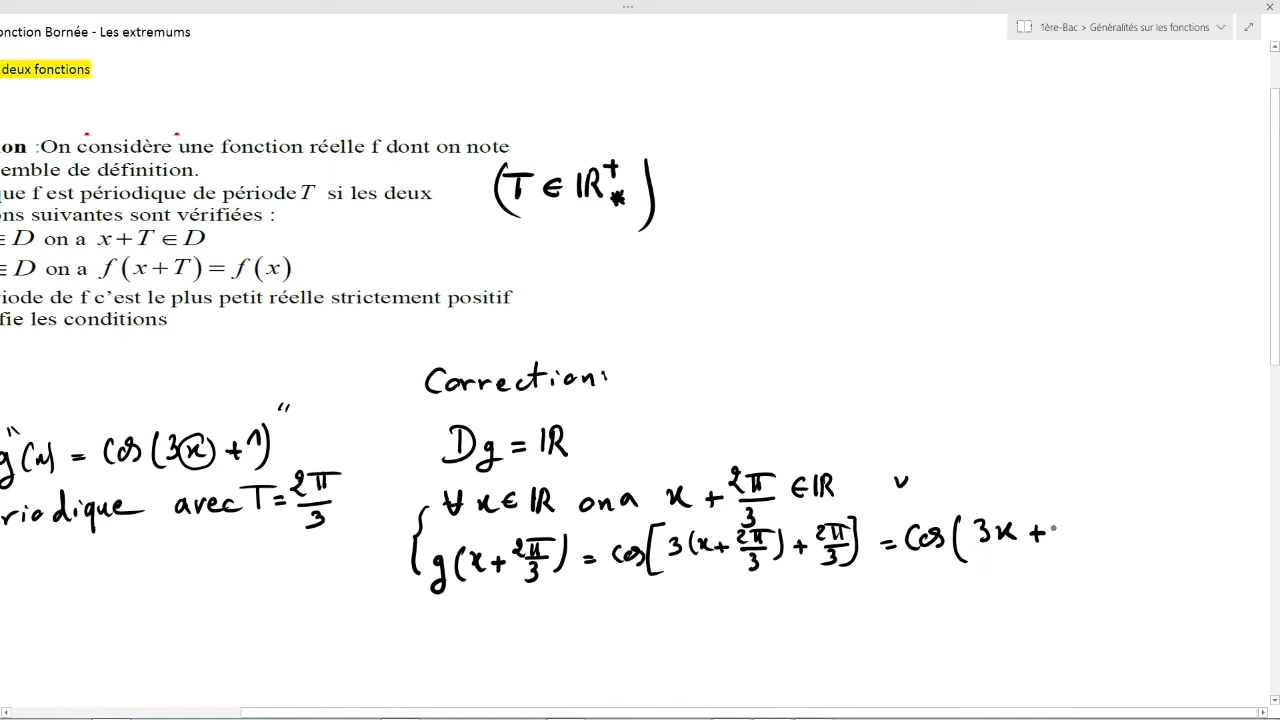 onction Bornée - Les extremums
1ère-Bac > Généralités sur les fonctions
deux fonctions
on :On considère une fonction réelle f dont on note
emble de définition.
ue f est périodique de période T si les deux
ns suivantes sont vérifiées :
∈ D on a x + T ∈ D
∈ D on a f(x + T) = f(x)
riode de f c'est le plus petit réelle strictement positif
fie les conditions
(T ∈ IR⁺*)
Correction:
"g(x) = cos(3x + 1)"
riodique avec T = 2π/3
Dg = IR
∀ x ∈ IR on a x + 2π/3 ∈ IR v
g(x + 2π/3) = cos[3(x + 2π/3) + 2π/3] = cos(3x +